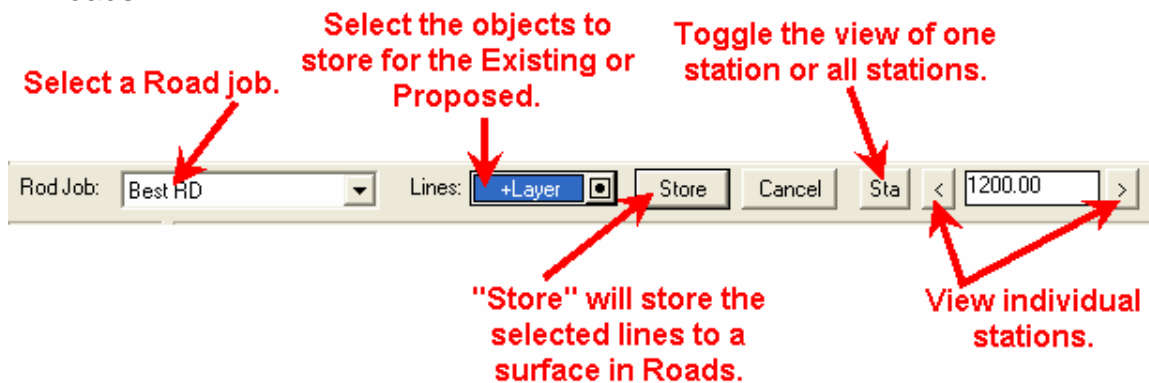 Select the objects to
store for the Existing or
Proposed.
Toggle the view of one
station or all stations.
Select a Road job.
Rod Job: Best RD Lines: +Layer Store Cancel Sta < 1200.00 >
"Store" will store the
selected lines to a
surface in Roads.
View individual
stations.